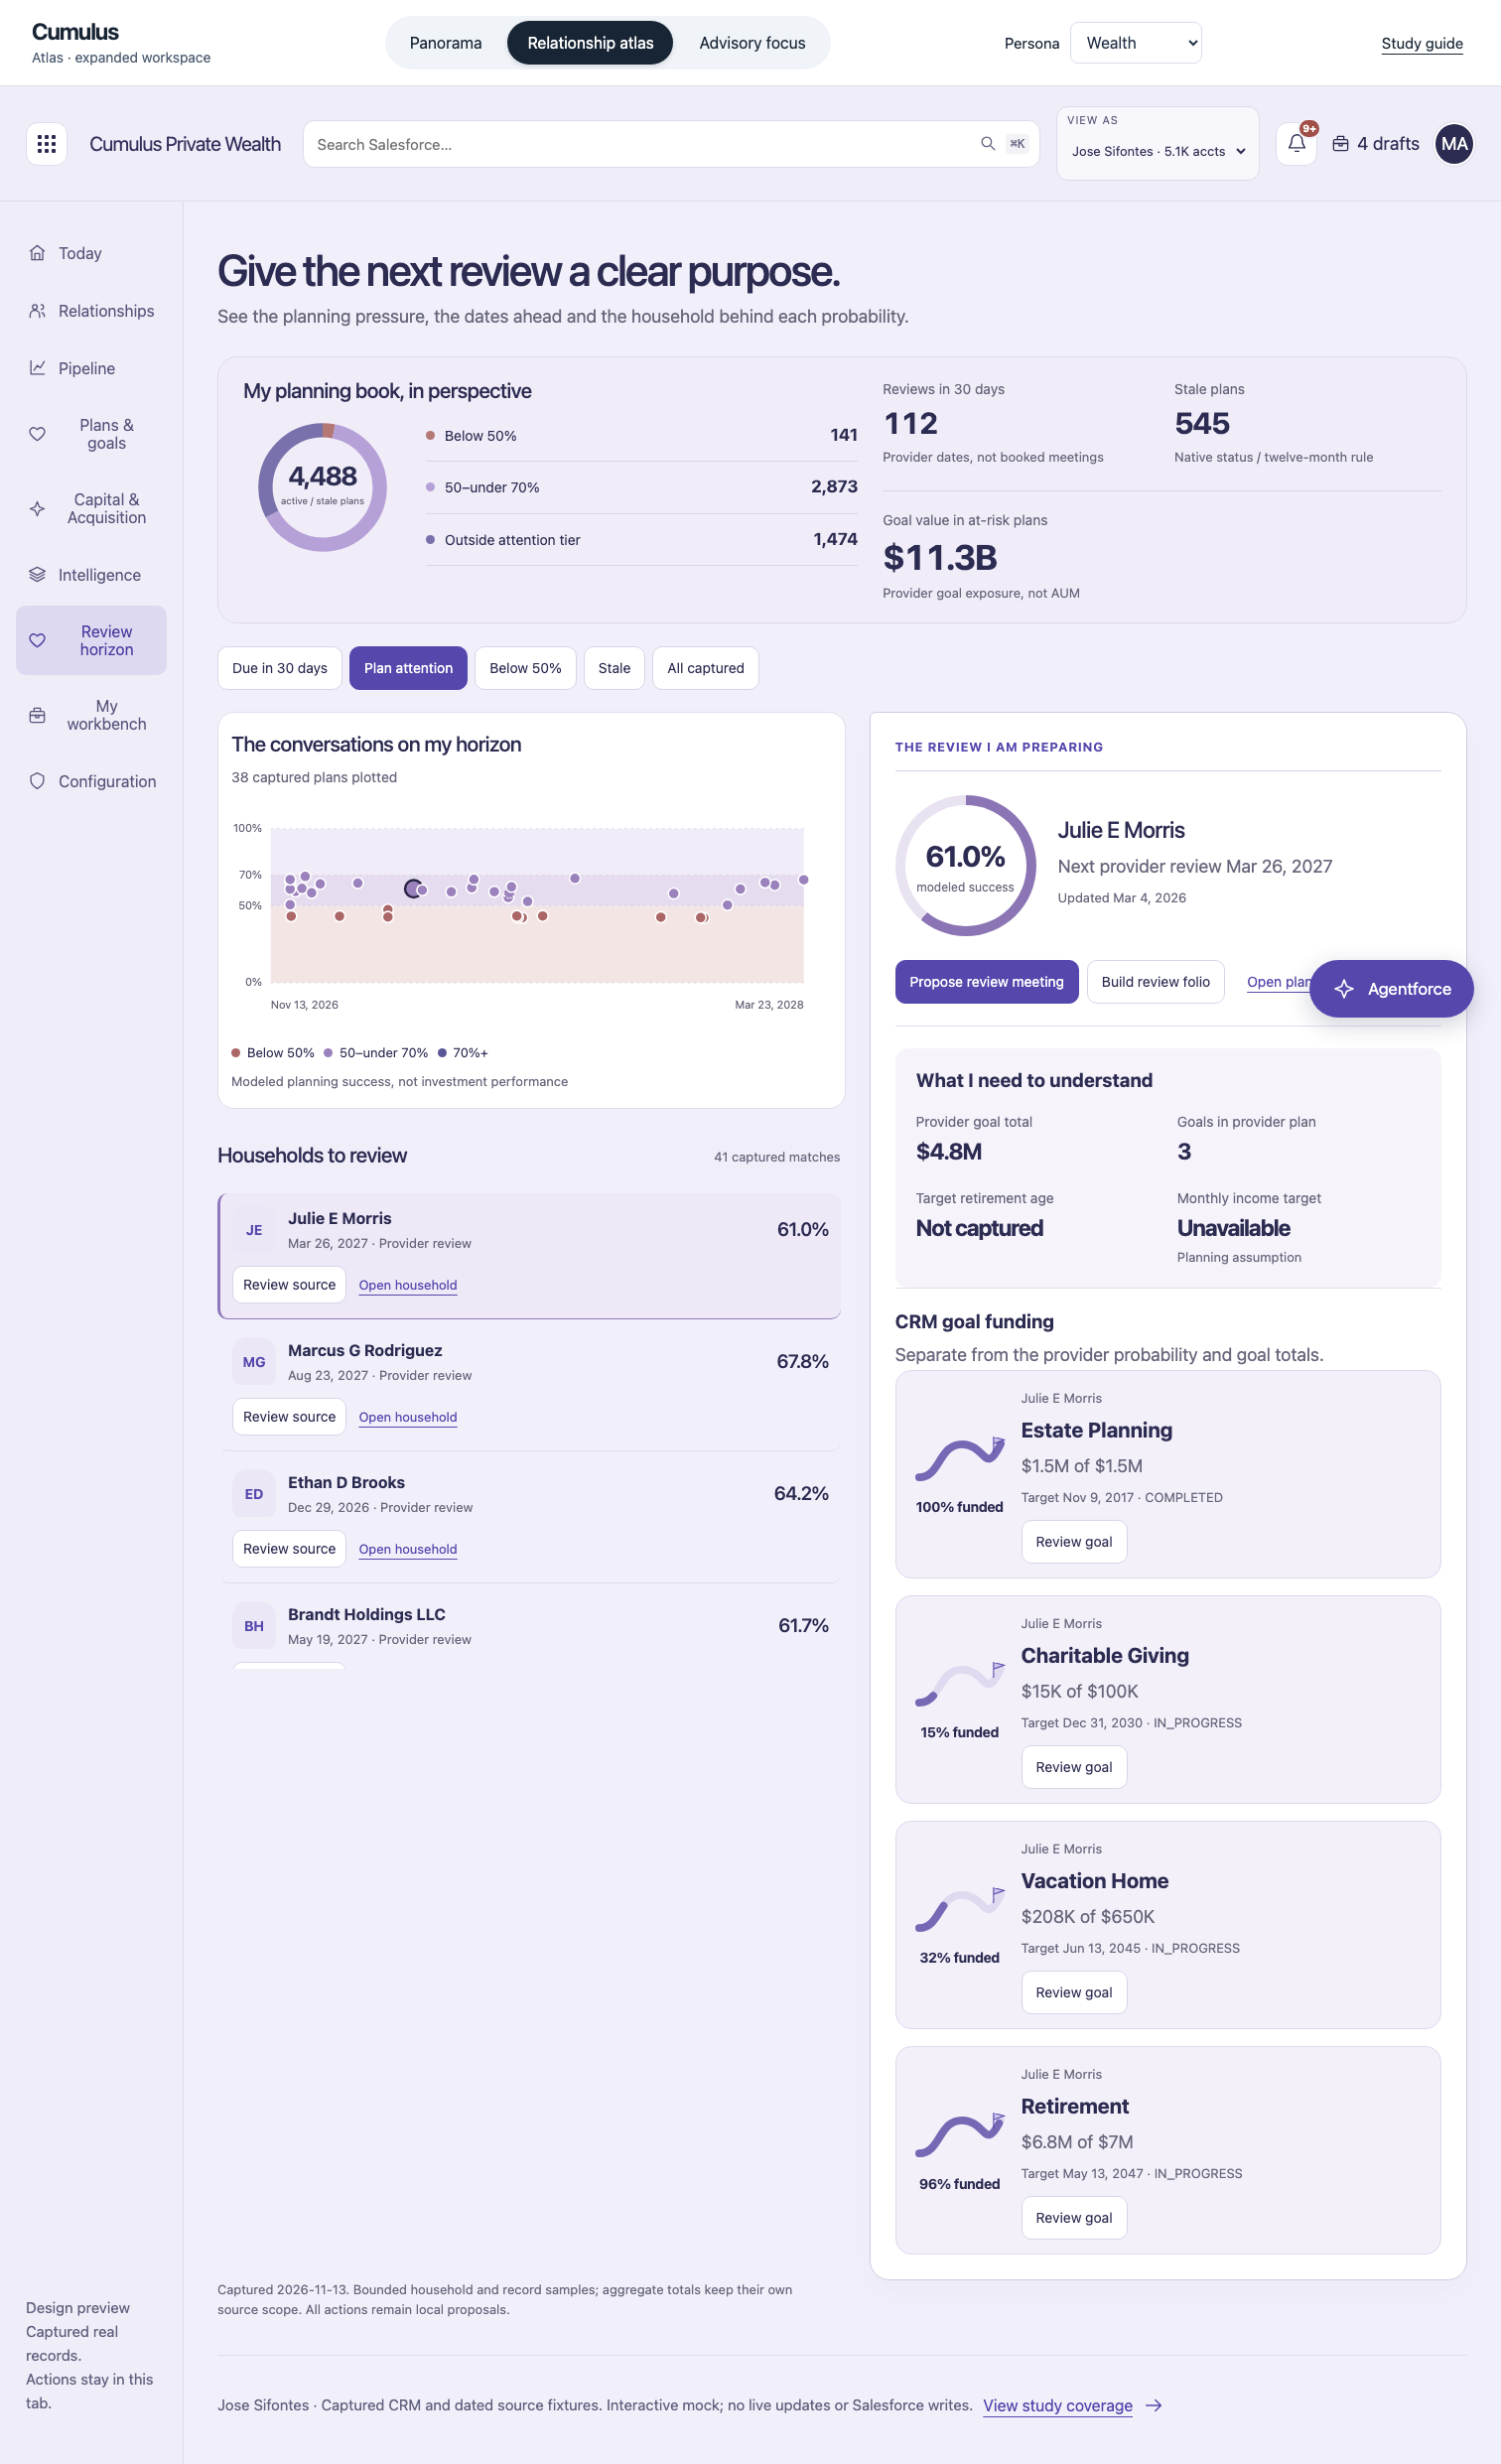 Cumulus
Atlas · expanded workspace
Panorama
Relationship atlas
Advisory focus
Persona
Wealth
Study guide
Cumulus Private Wealth
Search Salesforce...
⌘K
VIEW AS
Jose Sifontes · 5.1K accts
9+
4 drafts
MA
Today
Relationships
Pipeline
Plans &
goals
Capital &
Acquisition
Intelligence
Review
horizon
My
workbench
Configuration
Give the next review a clear purpose.
See the planning pressure, the dates ahead and the household behind each probability.
My planning book, in perspective
4,488
active / stale plans
Below 50%
141
50–under 70%
2,873
Outside attention tier
1,474
Reviews in 30 days
112
Provider dates, not booked meetings
Stale plans
545
Native status / twelve-month rule
Goal value in at-risk plans
$11.3B
Provider goal exposure, not AUM
Due in 30 days
Plan attention
Below 50%
Stale
All captured
The conversations on my horizon
38 captured plans plotted
100%
70%
50%
0%
Nov 13, 2026
Mar 23, 2028
Below 50%
50–under 70%
70%+
Modeled planning success, not investment performance
Households to review
41 captured matches
JE
Julie E Morris
Mar 26, 2027 · Provider review
61.0%
Review source
Open household
MG
Marcus G Rodriguez
Aug 23, 2027 · Provider review
67.8%
Review source
Open household
ED
Ethan D Brooks
Dec 29, 2026 · Provider review
64.2%
Review source
Open household
BH
Brandt Holdings LLC
May 19, 2027 · Provider review
61.7%
THE REVIEW I AM PREPARING
61.0%
modeled success
Julie E Morris
Next provider review Mar 26, 2027
Updated Mar 4, 2026
Propose review meeting
Build review folio
Open plan
Agentforce
What I need to understand
Provider goal total
$4.8M
Goals in provider plan
3
Target retirement age
Not captured
Monthly income target
Unavailable
Planning assumption
CRM goal funding
Separate from the provider probability and goal totals.
Julie E Morris
Estate Planning
$1.5M of $1.5M
Target Nov 9, 2017 · COMPLETED
100% funded
Review goal
Julie E Morris
Charitable Giving
$15K of $100K
Target Dec 31, 2030 · IN_PROGRESS
15% funded
Review goal
Julie E Morris
Vacation Home
$208K of $650K
Target Jun 13, 2045 · IN_PROGRESS
32% funded
Review goal
Julie E Morris
Retirement
$6.8M of $7M
Target May 13, 2047 · IN_PROGRESS
96% funded
Review goal
Captured 2026-11-13. Bounded household and record samples; aggregate totals keep their own
source scope. All actions remain local proposals.
Design preview
Captured real
records.
Actions stay in this
tab.
Jose Sifontes · Captured CRM and dated source fixtures. Interactive mock; no live updates or Salesforce writes.
View study coverage